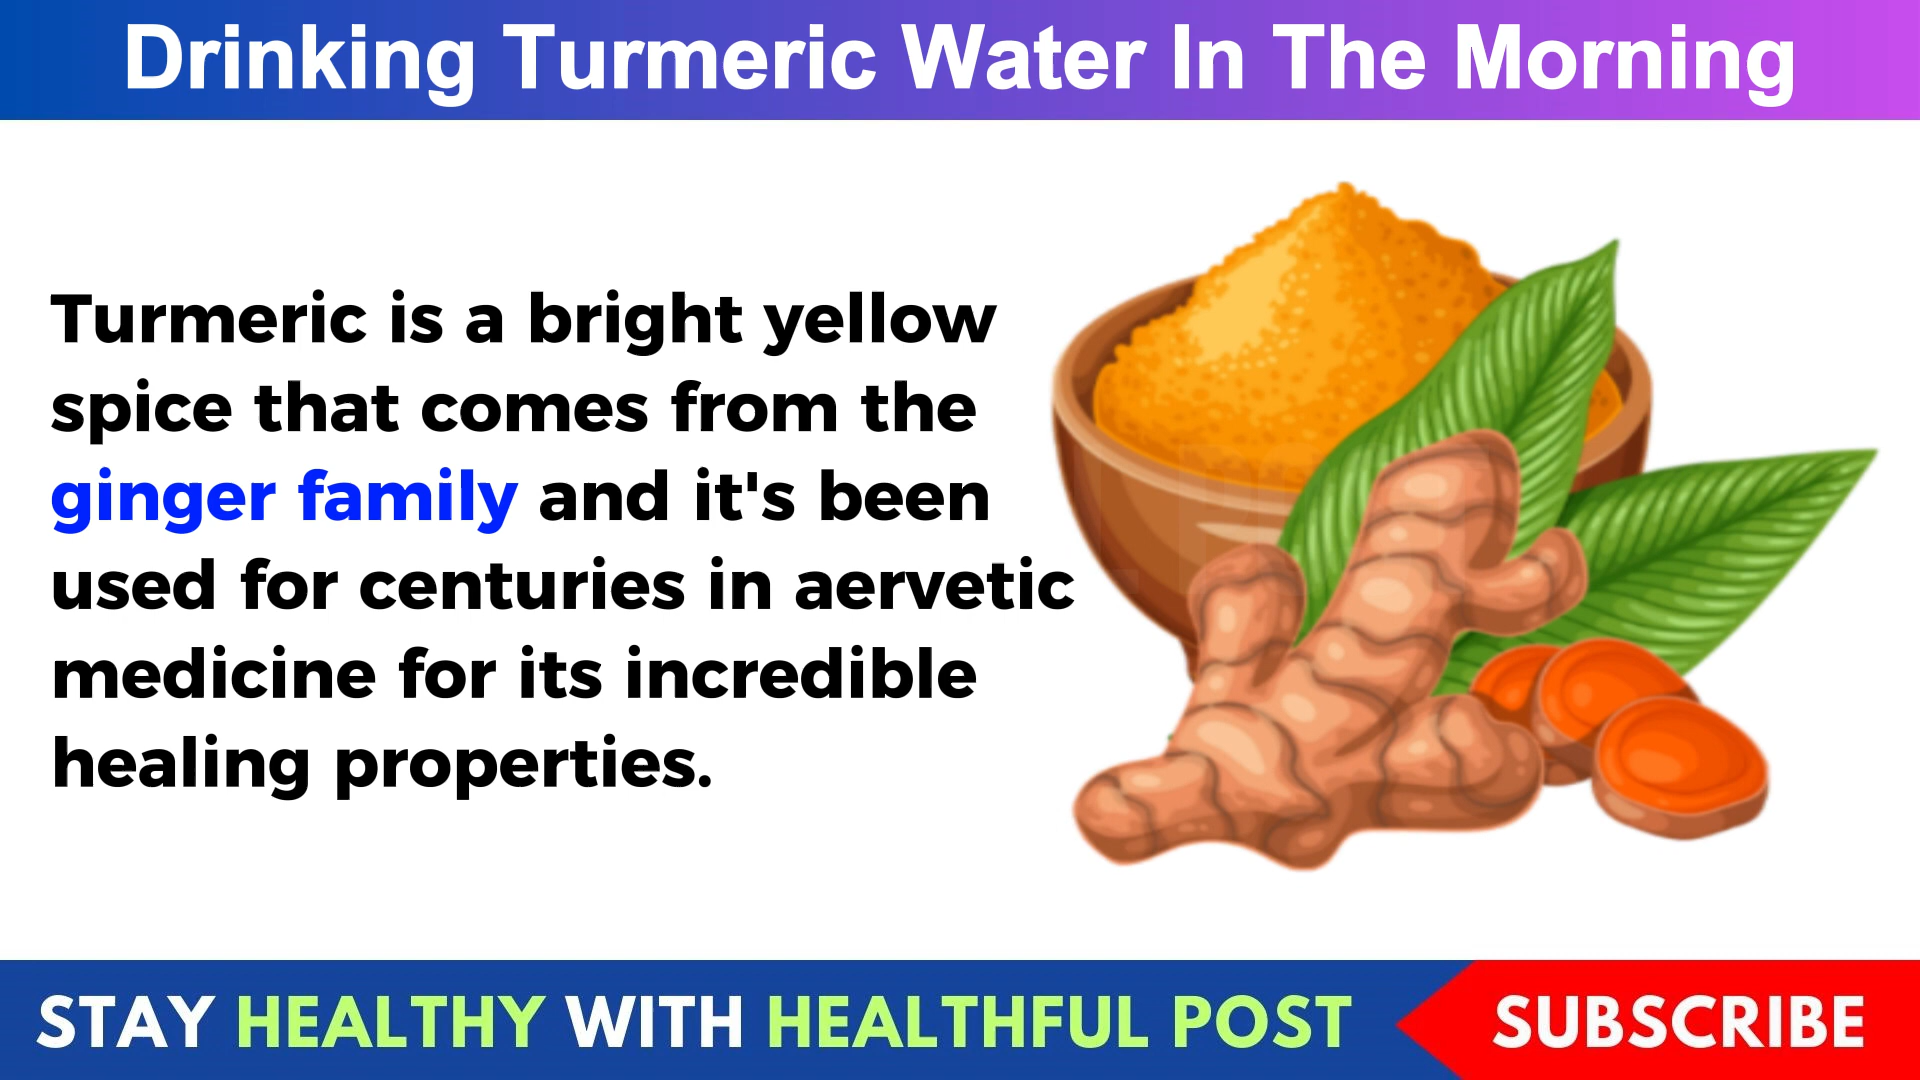 Drinking Turmeric Water In The Morning
Turmeric is a bright yellow
spice that comes from the
ginger family and it's been
used for centuries in aervetic
medicine for its incredible
healing properties.
STAY HEALTHY WITH HEALTHFUL POST
SUBSCRIBE